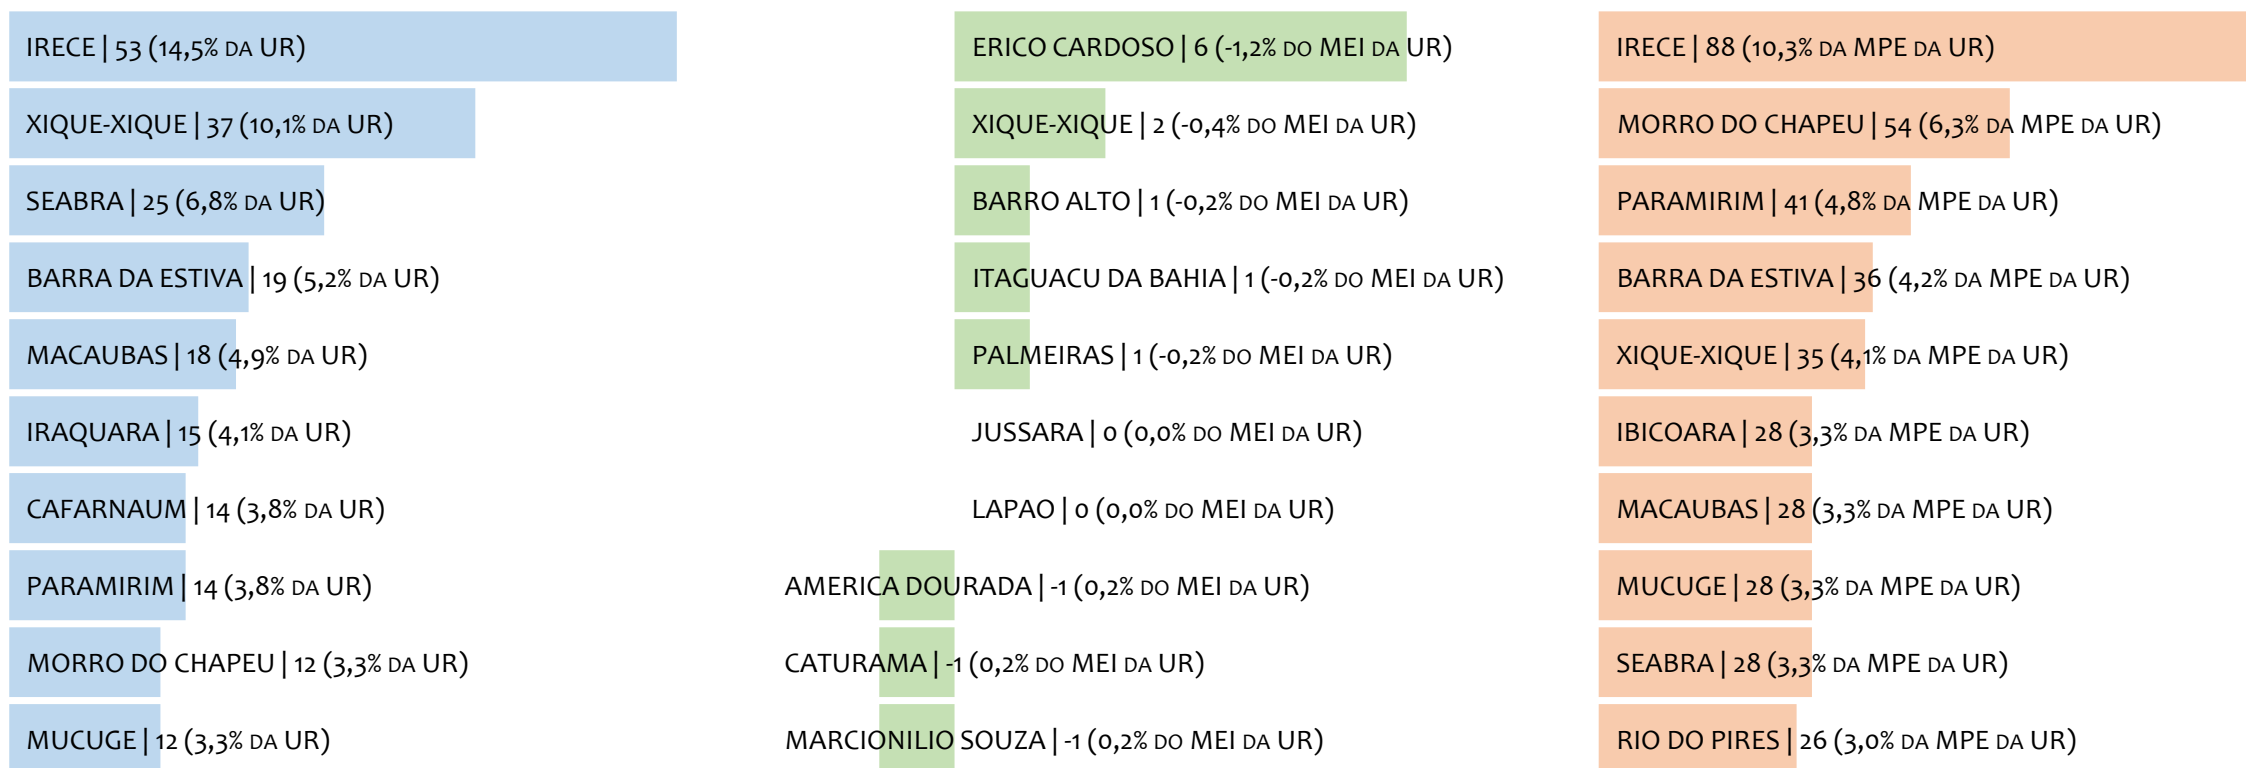 IRECE | 53 (14,5% DA UR)
XIQUE-XIQUE | 37 (10,1% DA UR)
SEABRA | 25 (6,8% DA UR)
BARRA DA ESTIVA | 19 (5,2% DA UR)
MACAUBAS | 18 (4,9% DA UR)
IRAQUARA | 15 (4,1% DA UR)
CAFARNAUM | 14 (3,8% DA UR)
PARAMIRIM | 14 (3,8% DA UR)
MORRO DO CHAPEU | 12 (3,3% DA UR)
MUCUGE | 12 (3,3% DA UR)
ERICO CARDOSO | 6 (-1,2% DO MEI DA UR)
XIQUE-XIQUE | 2 (-0,4% DO MEI DA UR)
BARRO ALTO | 1 (-0,2% DO MEI DA UR)
ITAGUACU DA BAHIA | 1 (-0,2% DO MEI DA UR)
PALMEIRAS | 1 (-0,2% DO MEI DA UR)
JUSSARA | 0 (0,0% DO MEI DA UR)
LAPAO | 0 (0,0% DO MEI DA UR)
AMERICA DOURADA | -1 (0,2% DO MEI DA UR)
CATURAMA | -1 (0,2% DO MEI DA UR)
MARCIONILIO SOUZA | -1 (0,2% DO MEI DA UR)
IRECE | 88 (10,3% DA MPE DA UR)
MORRO DO CHAPEU | 54 (6,3% DA MPE DA UR)
PARAMIRIM | 41 (4,8% DA MPE DA UR)
BARRA DA ESTIVA | 36 (4,2% DA MPE DA UR)
XIQUE-XIQUE | 35 (4,1% DA MPE DA UR)
IBICOARA | 28 (3,3% DA MPE DA UR)
MACAUBAS | 28 (3,3% DA MPE DA UR)
MUCUGE | 28 (3,3% DA MPE DA UR)
SEABRA | 28 (3,3% DA MPE DA UR)
RIO DO PIRES | 26 (3,0% DA MPE DA UR)